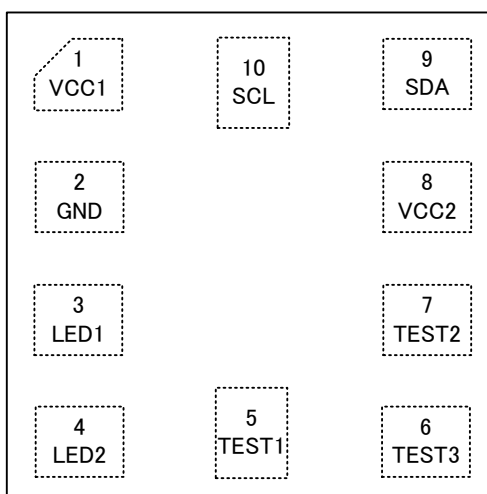 1
VCC1
10
SCL
9
SDA
2
GND
8
VCC2
3
LED1
7
TEST2
4
LED2
5
TEST1
6
TEST3